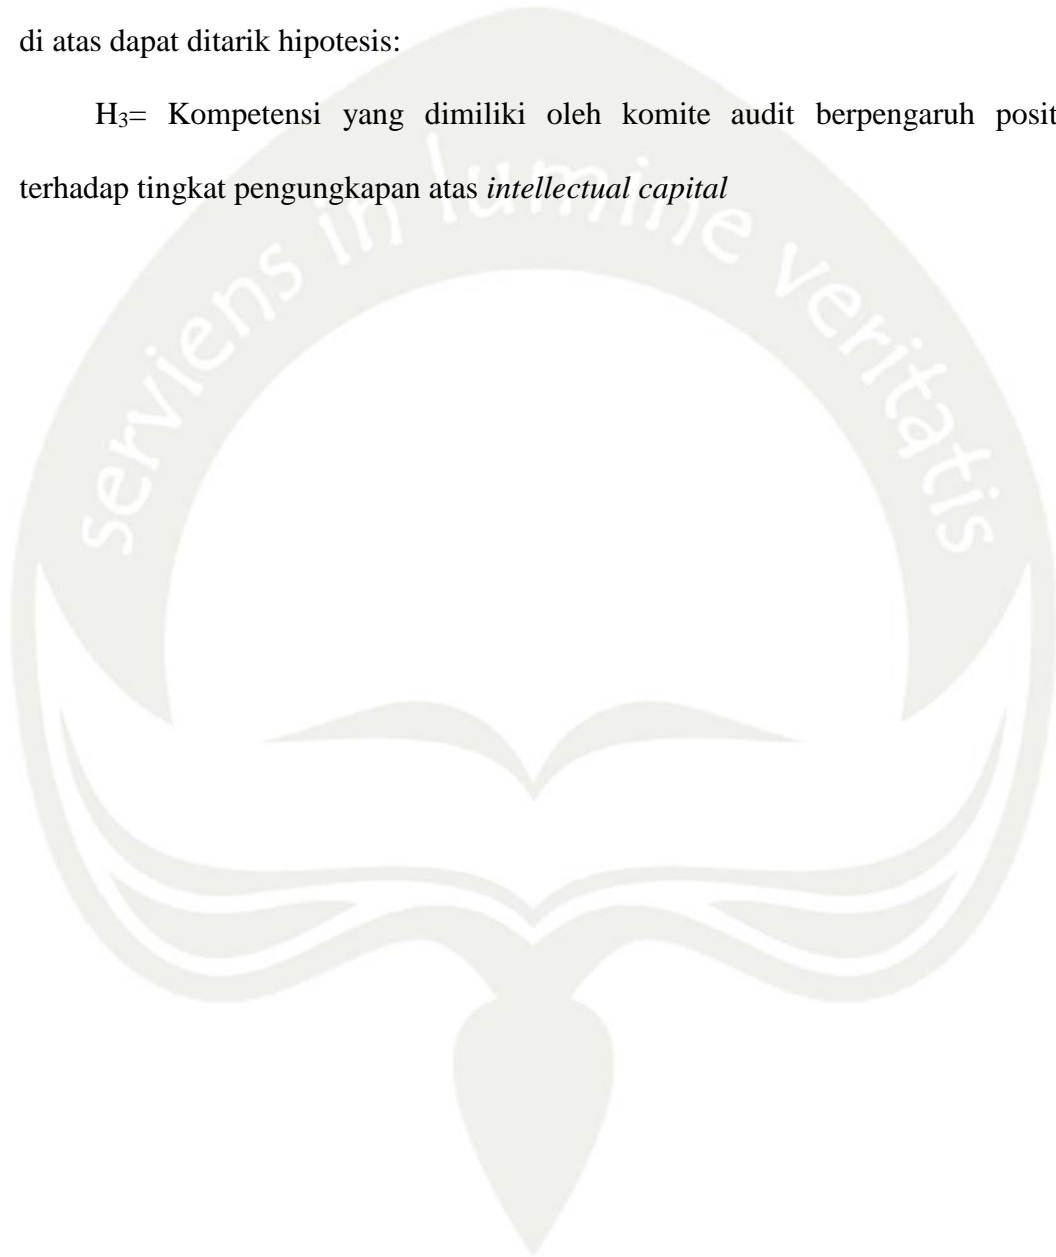 di atas dapat ditarik hipotesis:
H₃= Kompetensi yang dimiliki oleh komite audit berpengaruh posit
terhadap tingkat pengungkapan atas intellectual capital
serviens in lumine veritatis